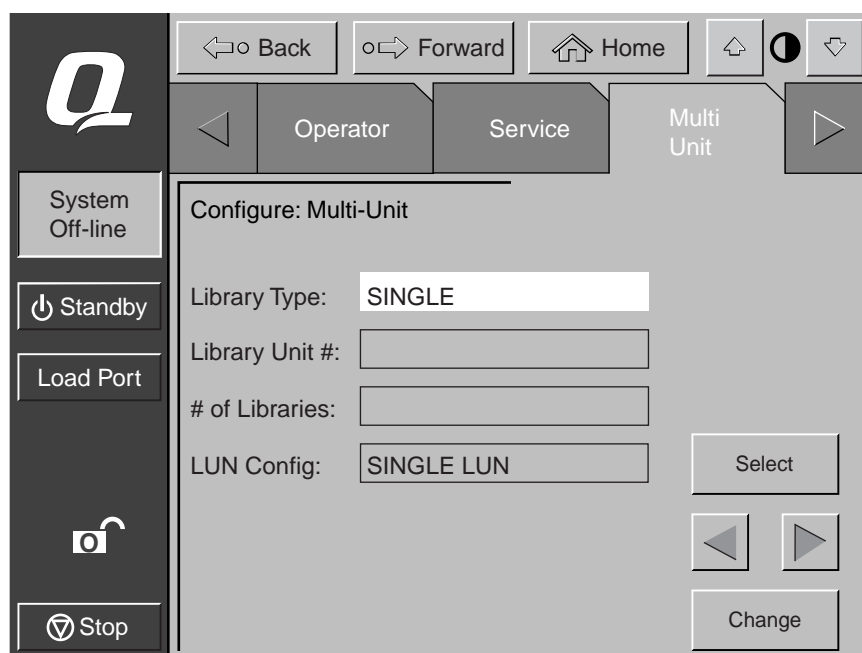 Back Forward Home
Q
Operator Service Multi
Unit
System
Off-line
Configure: Multi-Unit
Standby
Library Type: SINGLE
Library Unit #:
Load Port
# of Libraries:
LUN Config: SINGLE LUN
Select
Stop
Change